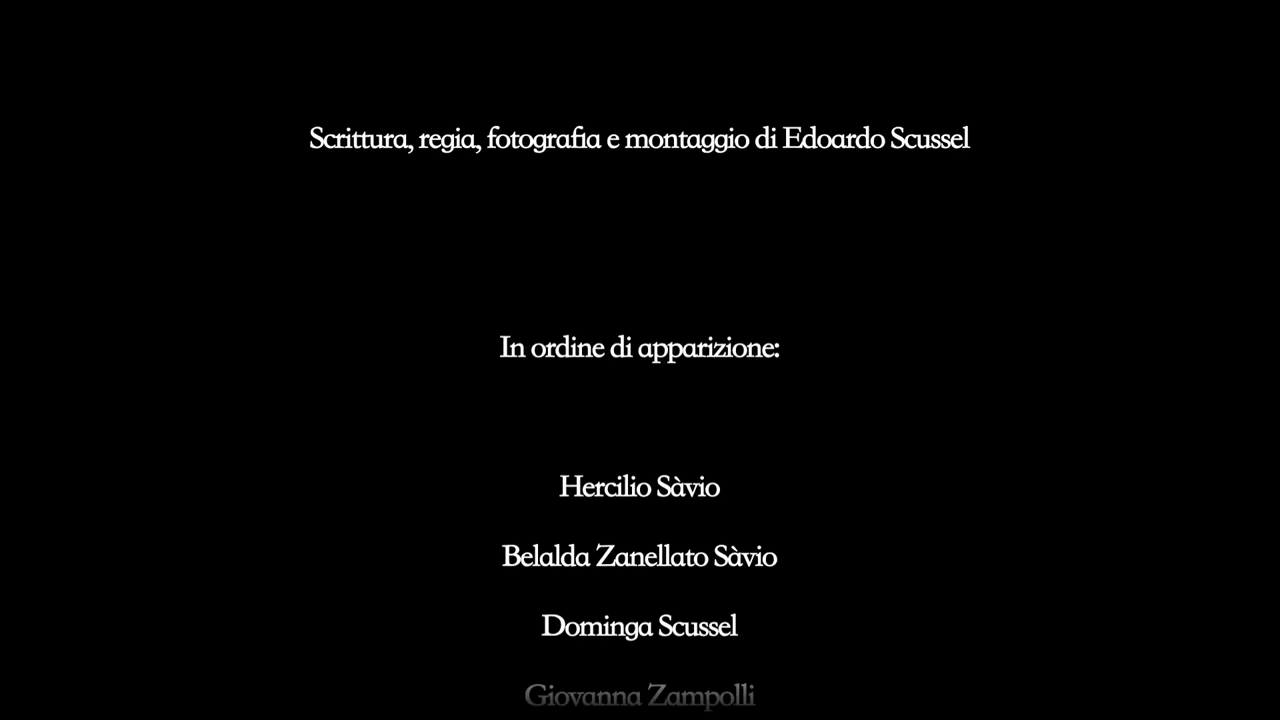 Scrittura, regia, fotografia e montaggio di Edoardo Scussel
In ordine di apparizione:
Hercilio Sàvio
Belalda Zanellato Sàvio
Dominga Scussel
Giovanna Zampolli